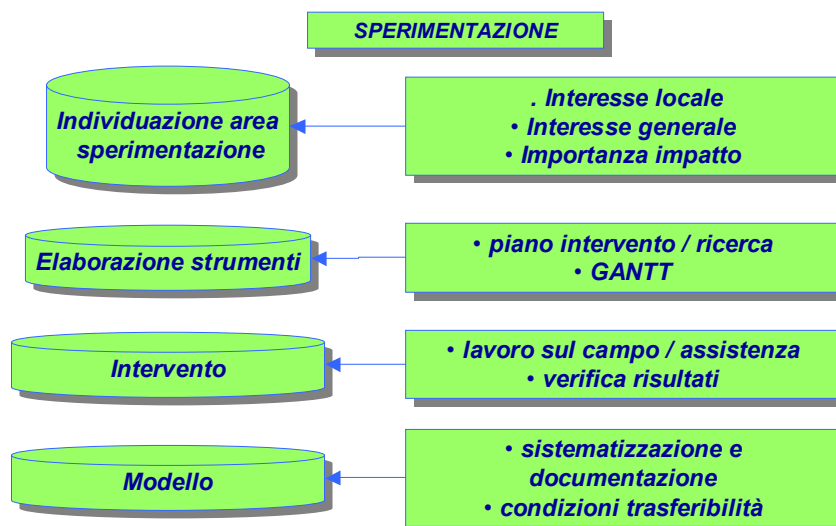 SPERIMENTAZIONE
Individuazione area
sperimentazione
. Interesse locale
• Interesse generale
• Importanza impatto
Elaborazione strumenti
• piano intervento / ricerca
• GANTT
Intervento
• lavoro sul campo / assistenza
• verifica risultati
Modello
• sistematizzazione e
documentazione
• condizioni trasferibilità